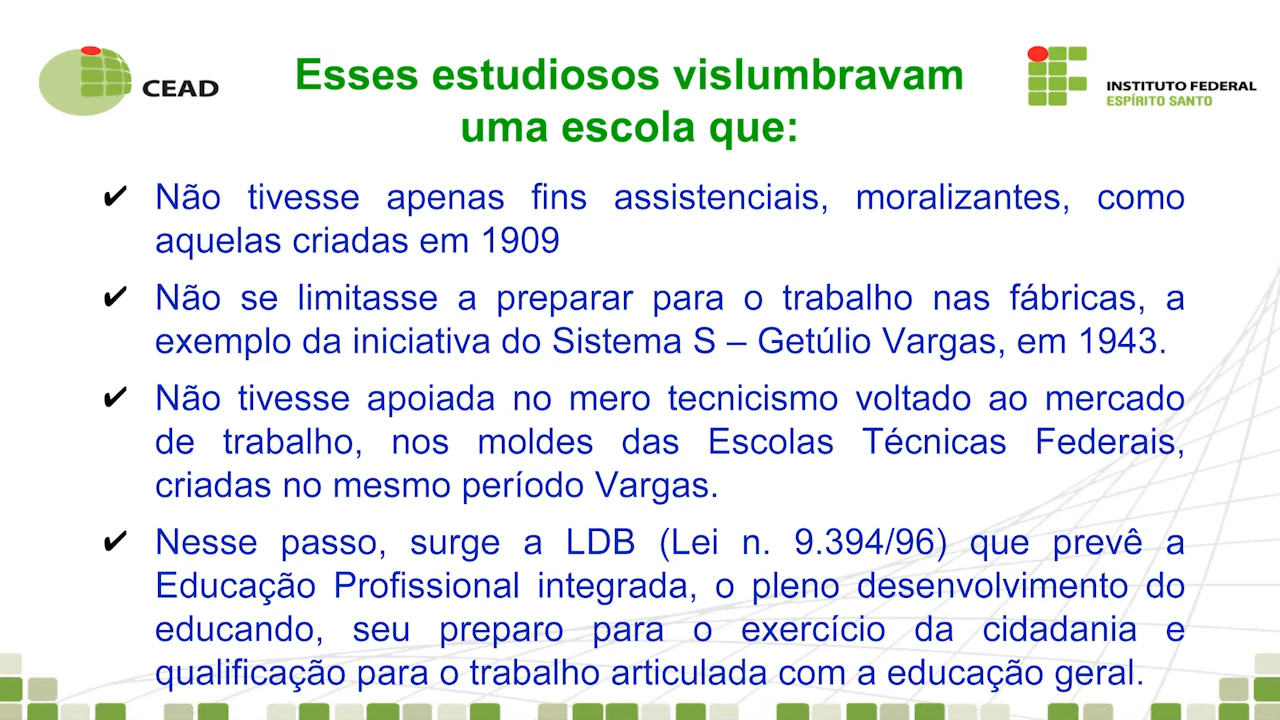 CEAD
Esses estudiosos vislumbravam
uma escola que:
INSTITUTO FEDERAL
ESPÍRITO SANTO
✔ Não tivesse apenas fins assistenciais, moralizantes, como
aquelas criadas em 1909
✔ Não se limitasse a preparar para o trabalho nas fábricas, a
exemplo da iniciativa do Sistema S – Getúlio Vargas, em 1943.
✔ Não tivesse apoiada no mero tecnicismo voltado ao mercado
de trabalho, nos moldes das Escolas Técnicas Federais,
criadas no mesmo período Vargas.
✔ Nesse passo, surge a LDB (Lei n. 9.394/96) que prevê a
Educação Profissional integrada, o pleno desenvolvimento do
educando, seu preparo para o exercício da cidadania e
qualificação para o trabalho articulada com a educação geral.